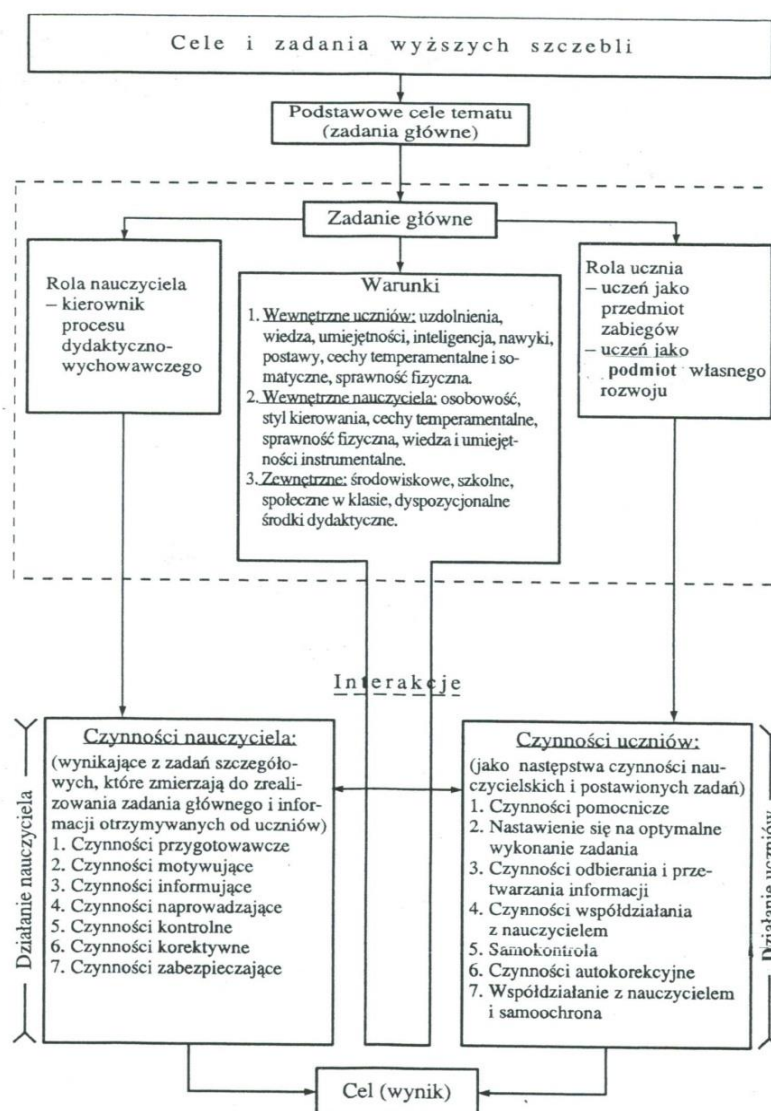 Cele i zadania wyższych szczebli
Podstawowe cele tematu
(zadania główne)
Zadanie główne
Rola nauczyciela
– kierownik
procesu
dydaktyczno-
wychowawczego
Warunki
1. Wewnętrzne uczniów: uzdolnienia,
wiedza, umiejętności, inteligencja, nawyki,
postawy, cechy temperamentalne i so-
matyczne, sprawność fizyczna.
2. Wewnętrzne nauczyciela: osobowość,
styl kierowania, cechy temperamentalne,
sprawność fizyczna, wiedza i umiejęt-
ności instrumentalne.
3. Zewnętrzne: środowiskowe, szkolne,
społeczne w klasie, dyspozycjonalne
środki dydaktyczne.
Rola ucznia
– uczeń jako
przedmiot
zabiegów
– uczeń jako
podmiot własnego
rozwoju
Interakcje
Działanie nauczyciela
Czynności nauczyciela:
(wynikające z zadań szczegóło-
wych, które zmierzają do zreali-
zowania zadania głównego i infor-
macji otrzymywanych od uczniów)
1. Czynności przygotowawcze
2. Czynności motywujące
3. Czynności informujące
4. Czynności naprowadzające
5. Czynności kontrolne
6. Czynności korektywne
7. Czynności zabezpieczające
Czynności uczniów:
(jako następstwa czynności nau-
czycielskich i postawionych zadań)
1. Czynności pomocnicze
2. Nastawienie się na optymalne
wykonanie zadania
3. Czynności odbierania i prze-
twarzania informacji
4. Czynności współdziałania
z nauczycielem
5. Samokontrola
6. Czynności autokorekcyjne
7. Współdziałanie z nauczycielem
i samoochrona
Działanie uczniów
Cel (wynik)